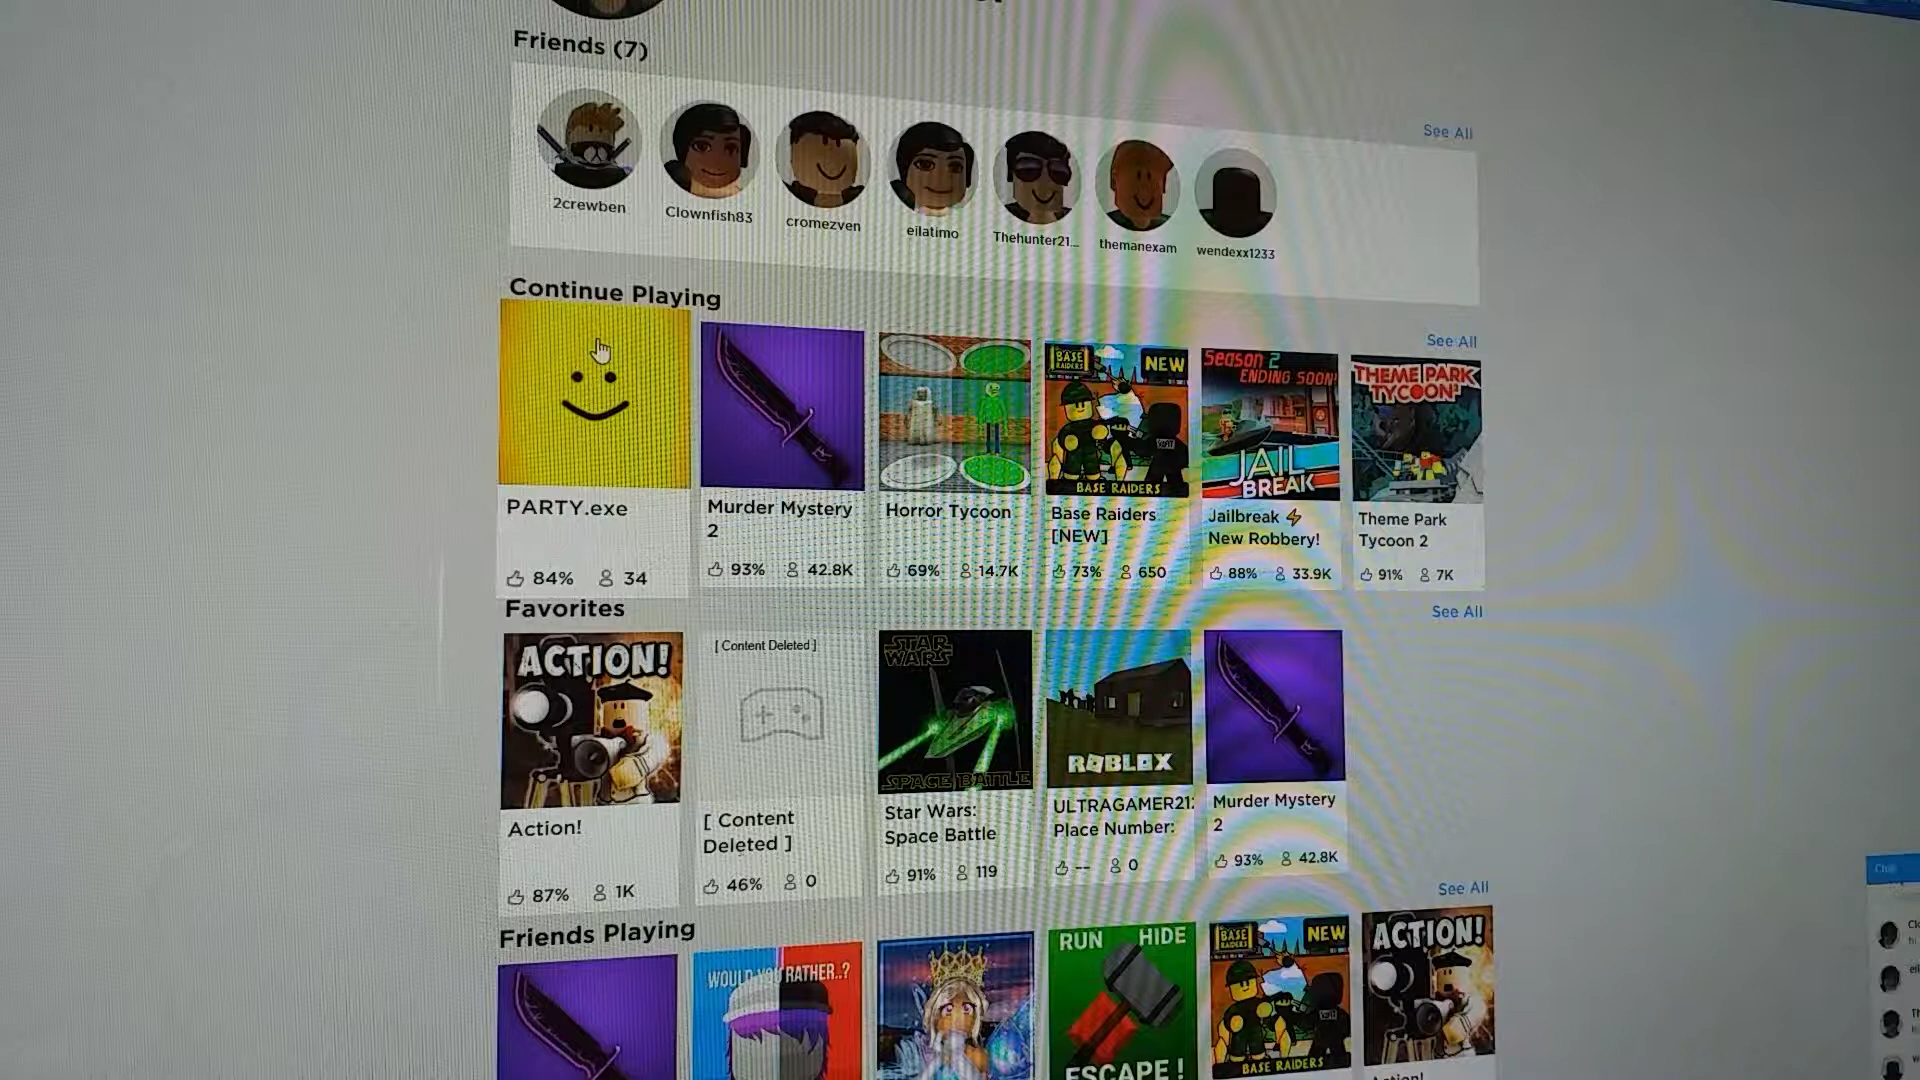 Friends (7)
See All
2crewben
Clownfish83
cromezven
eilatimo
Thehunter21...
themanexam
wendexx1233
Continue Playing
See All
BASE
RAIDERS
NEW
BASE RAIDERS
Season 2
ENDING SOON!
JAIL
BREAK
THEME PARK
TYCOON 2
PARTY.exe
84% 34
Murder Mystery
2
93% 42.8K
Horror Tycoon
69% 14.7K
Base Raiders
[NEW]
73% 650
Jailbreak ⚡
New Robbery!
88% 33.9K
Theme Park
Tycoon 2
91% 7K
Favorites
See All
ACTION!
[ Content Deleted ]
STAR
WARS
SPACE BATTLE
ROBLOX
Action!
87% 1K
[ Content
Deleted ]
46% 0
Star Wars:
Space Battle
91% 119
ULTRAGAMER21
Place Number:
-- 0
Murder Mystery
2
93% 42.8K
Friends Playing
See All
WOULD YOU RATHER..?
RUN HIDE
ESCAPE!
BASE
RAIDERS
NEW
BASE RAIDERS
ACTION!
Action!
Chat